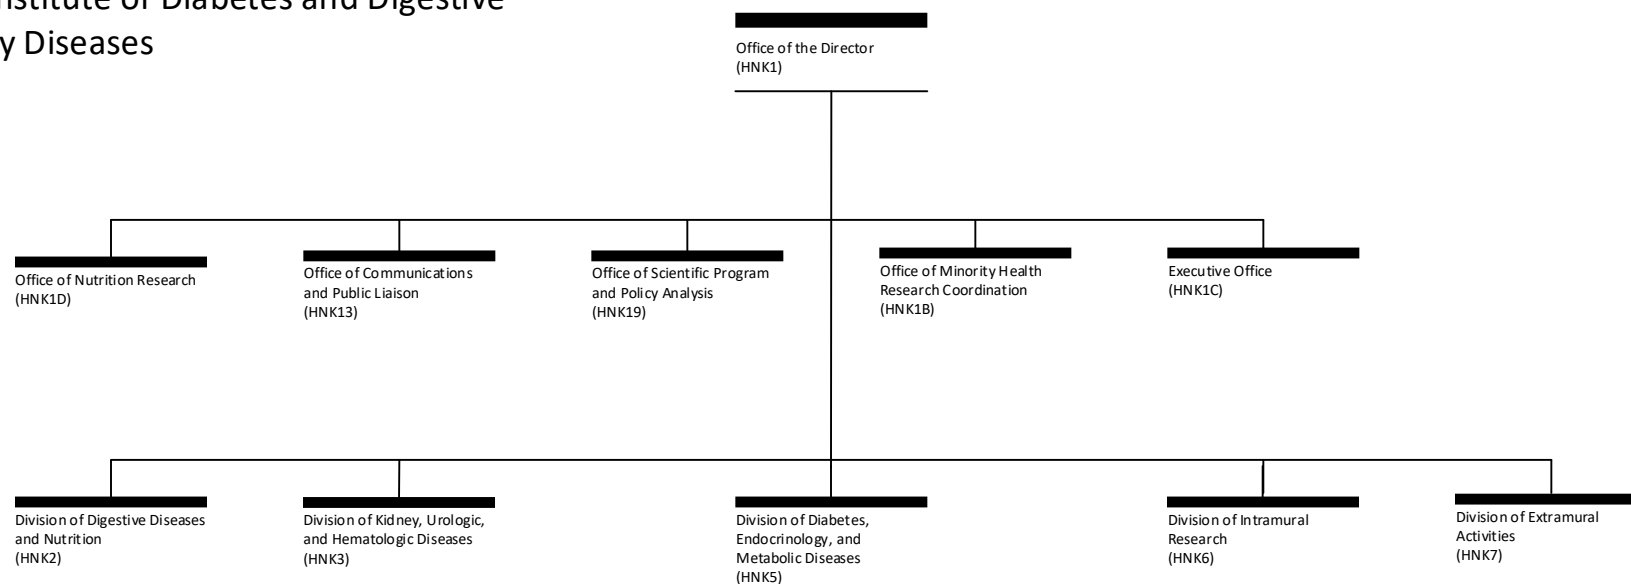 nstitute of Diabetes and Digestive
y Diseases
Office of the Director
(HNK1)
Office of Nutrition Research
(HNK1D)
Office of Communications
and Public Liaison
(HNK13)
Office of Scientific Program
and Policy Analysis
(HNK19)
Office of Minority Health
Research Coordination
(HNK1B)
Executive Office
(HNK1C)
Division of Digestive Diseases
and Nutrition
(HNK2)
Division of Kidney, Urologic,
and Hematologic Diseases
(HNK3)
Division of Diabetes,
Endocrinology, and
Metabolic Diseases
(HNK5)
Division of Intramural
Research
(HNK6)
Division of Extramural
Activities
(HNK7)